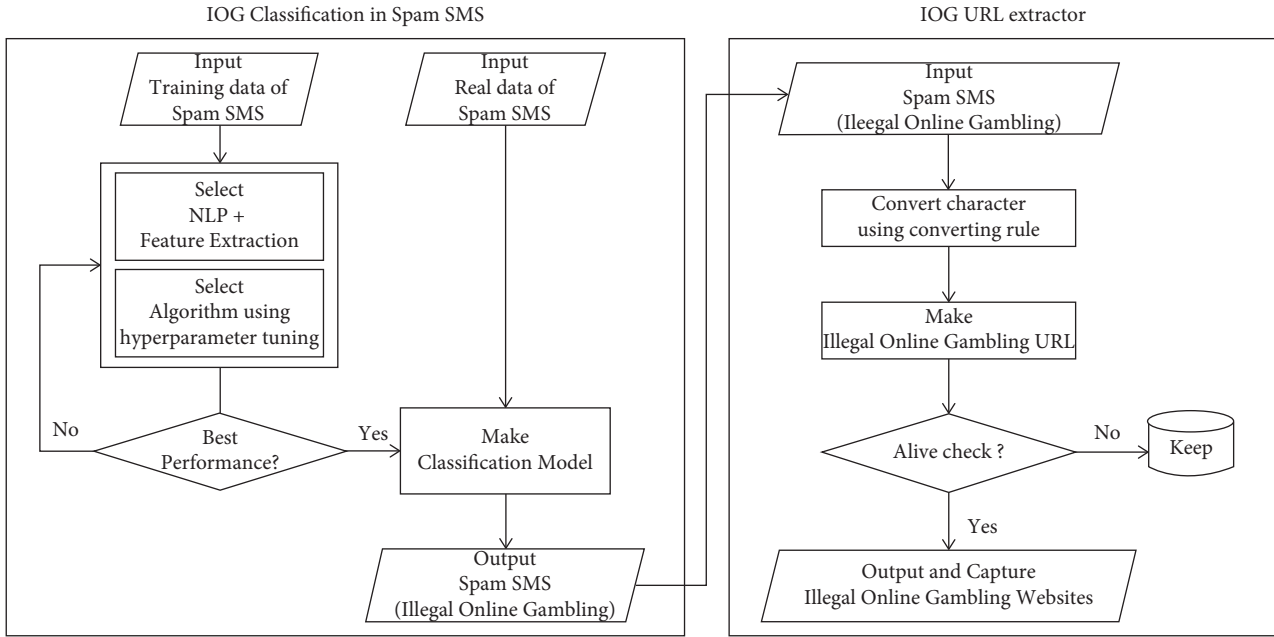 IOG Classification in Spam SMS
Input
Training data of
Spam SMS
Input
Real data of
Spam SMS
Select
NLP +
Feature Extraction
Select
Algorithm using
hyperparameter tuning
No
Best
Performance?
Yes
Make
Classification Model
Output
Spam SMS
(Illegal Online Gambling)
IOG URL extractor
Input
Spam SMS
(Ileegal Online Gambling)
Convert character
using converting rule
Make
Illegal Online Gambling URL
Alive check ?
No
Keep
Yes
Output and Capture
Illegal Online Gambling Websites